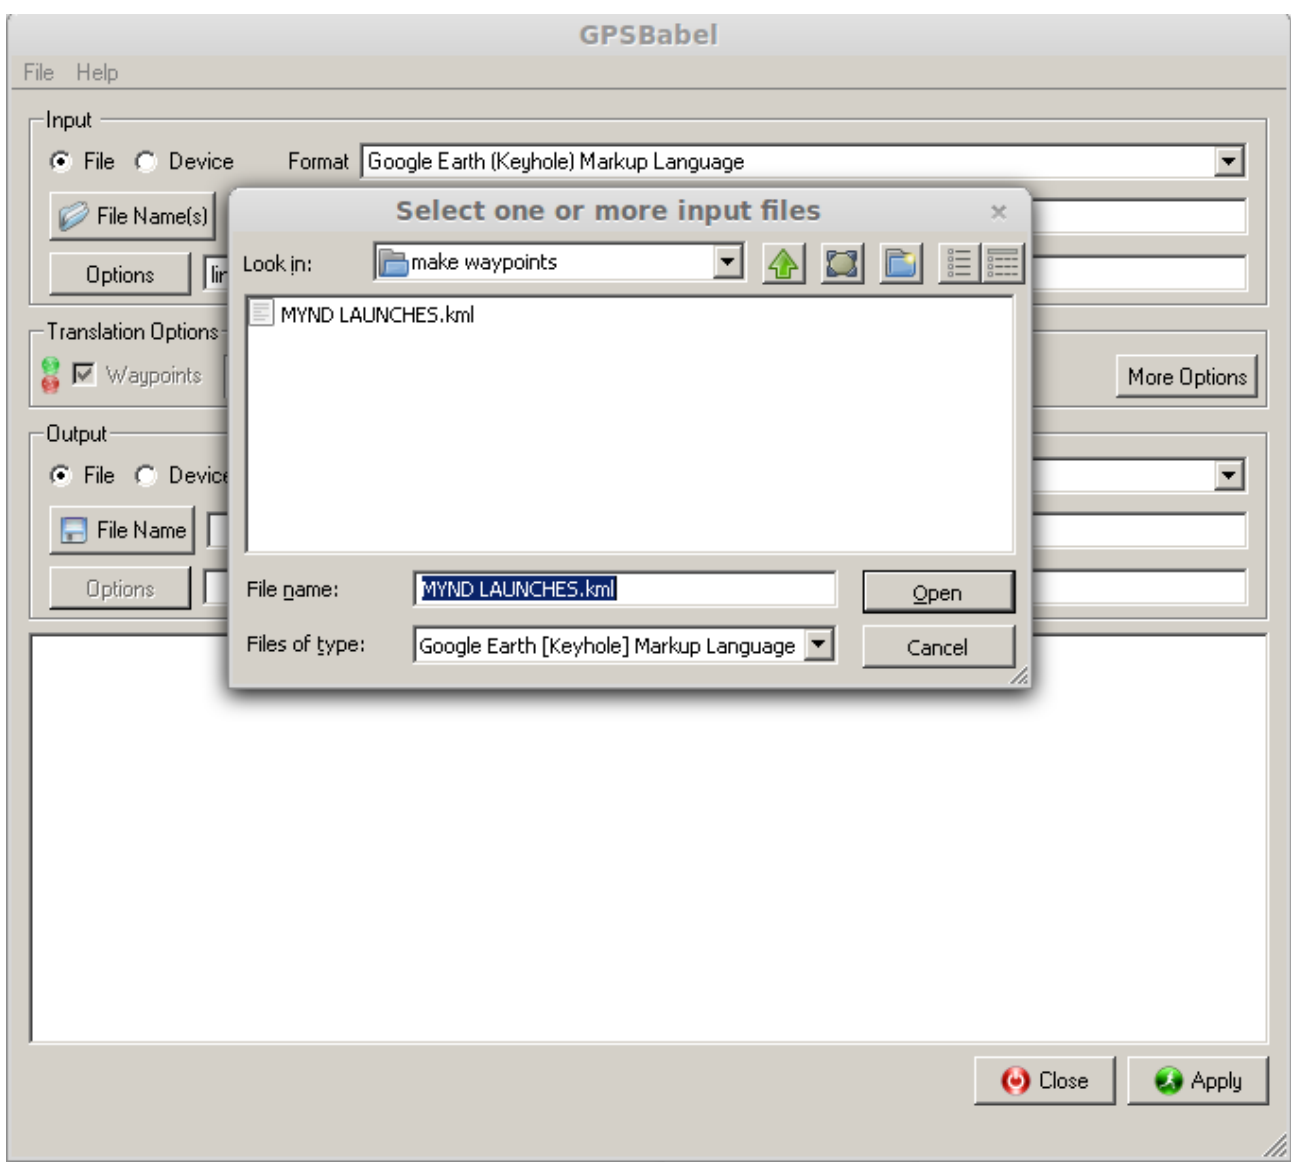 GPSBabel
File Help
Input
File Device Format Google Earth (Keyhole) Markup Language
File Name(s)
Select one or more input files
Look in: make waypoints
Options
MYND LAUNCHES.kml
Translation Options
Waypoints
More Options
Output
File Device
File Name
File name: MYND LAUNCHES.kml Open
Options
Files of type: Google Earth [Keyhole] Markup Language Cancel
Close Apply